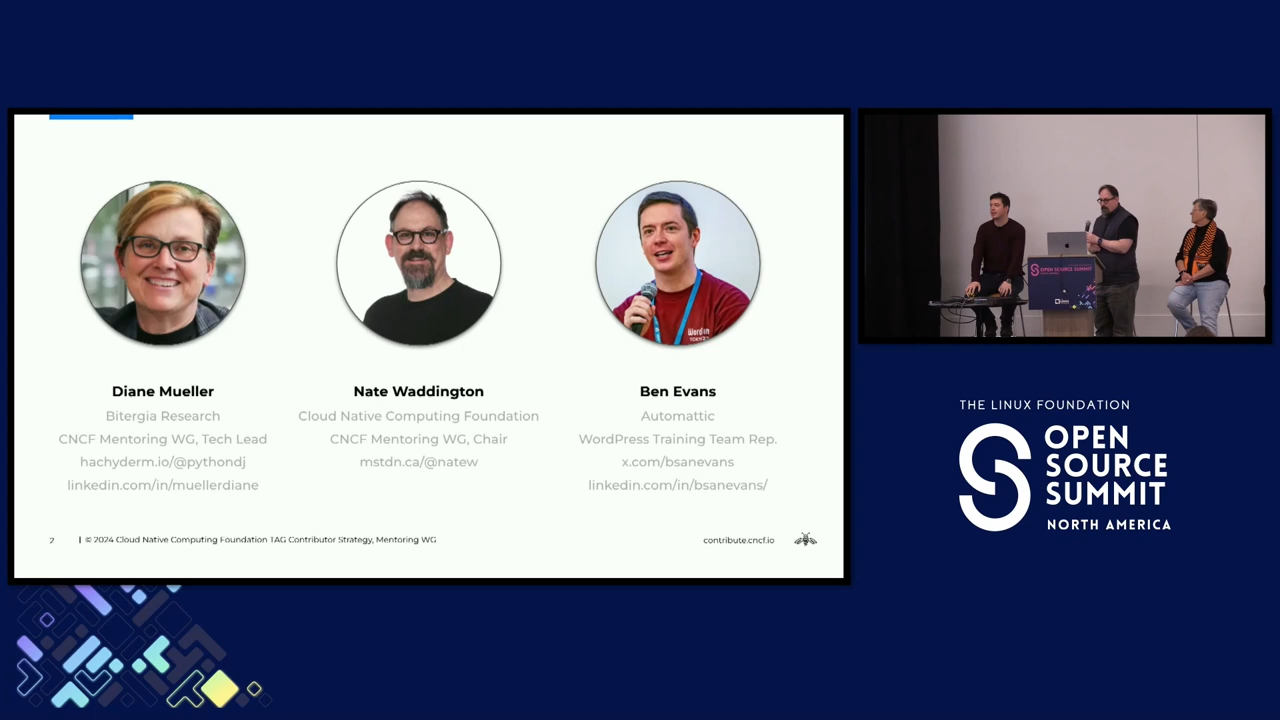 Diane Mueller
Bitergia Research
CNCF Mentoring WG, Tech Lead
hachyderm.io/@pythondj
linkedin.com/in/muellerdiane
Nate Waddington
Cloud Native Computing Foundation
CNCF Mentoring WG, Chair
mstdn.ca/@natew
Ben Evans
Automattic
WordPress Training Team Rep.
x.com/bsanevans
linkedin.com/in/bsanevans/
2 | © 2024 Cloud Native Computing Foundation TAG Contributor Strategy, Mentoring WG
contribute.cncf.io
OPEN SOURCE SUMMIT
THE LINUX FOUNDATION
OPEN
SOURCE
SUMMIT
NORTH AMERICA